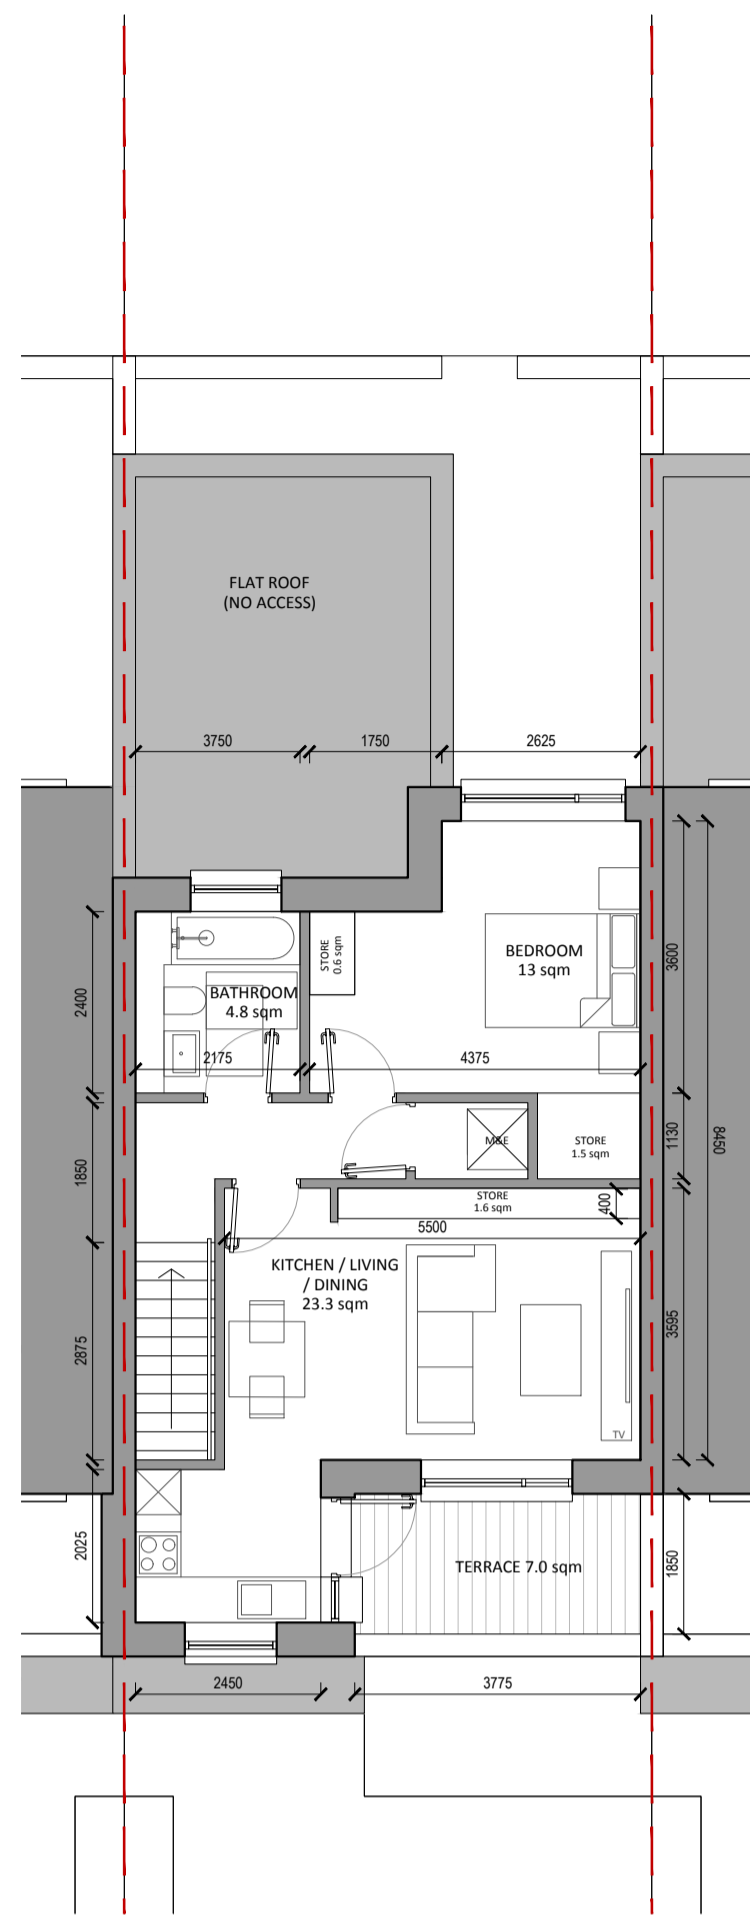 FLAT ROOF
(NO ACCESS)
3750
1750
2625
STORE
0.6 sqm
BEDROOM
13 sqm
3600
BATHROOM
4.8 sqm
2400
2175
4375
M&E
STORE
1.5 sqm
1130
8450
1850
STORE
1.6 sqm
400
5500
KITCHEN / LIVING
/ DINING
23.3 sqm
2875
3595
TV
2025
TERRACE 7.0 sqm
1850
2450
3775